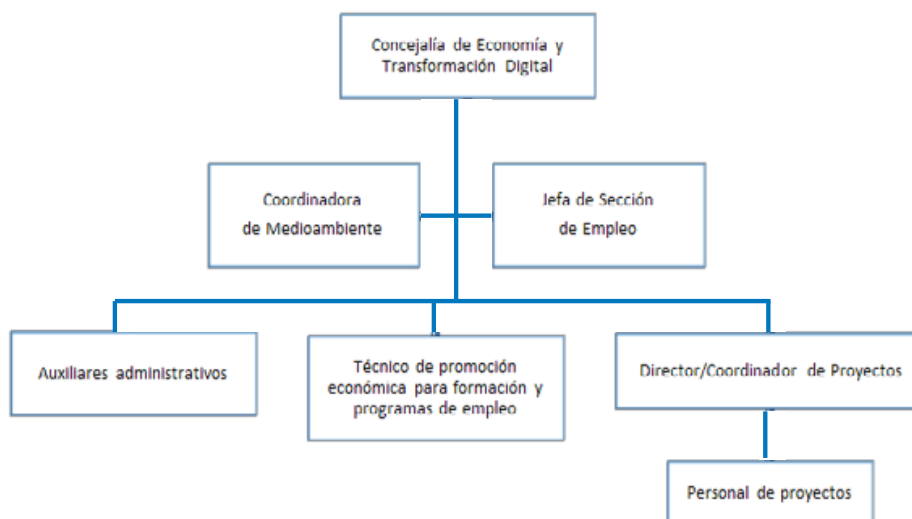 Concejalía de Economía y
Transformación Digital
Coordinadora
de Medioambiente
Jefa de Sección
de Empleo
Auxiliares administrativos
Técnico de promoción
económica para formación y
programas de empleo
Director/Coordinador de Proyectos
Personal de proyectos